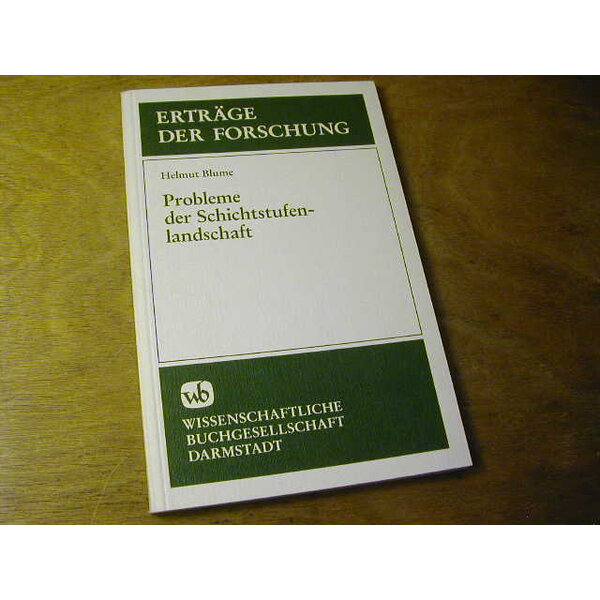 ERTRÄGE
DER FORSCHUNG
Helmut Blume
Probleme
der Schichtstufen-
landschaft
wb
WISSENSCHAFTLICHE
BUCHGESELLSCHAFT
DARMSTADT